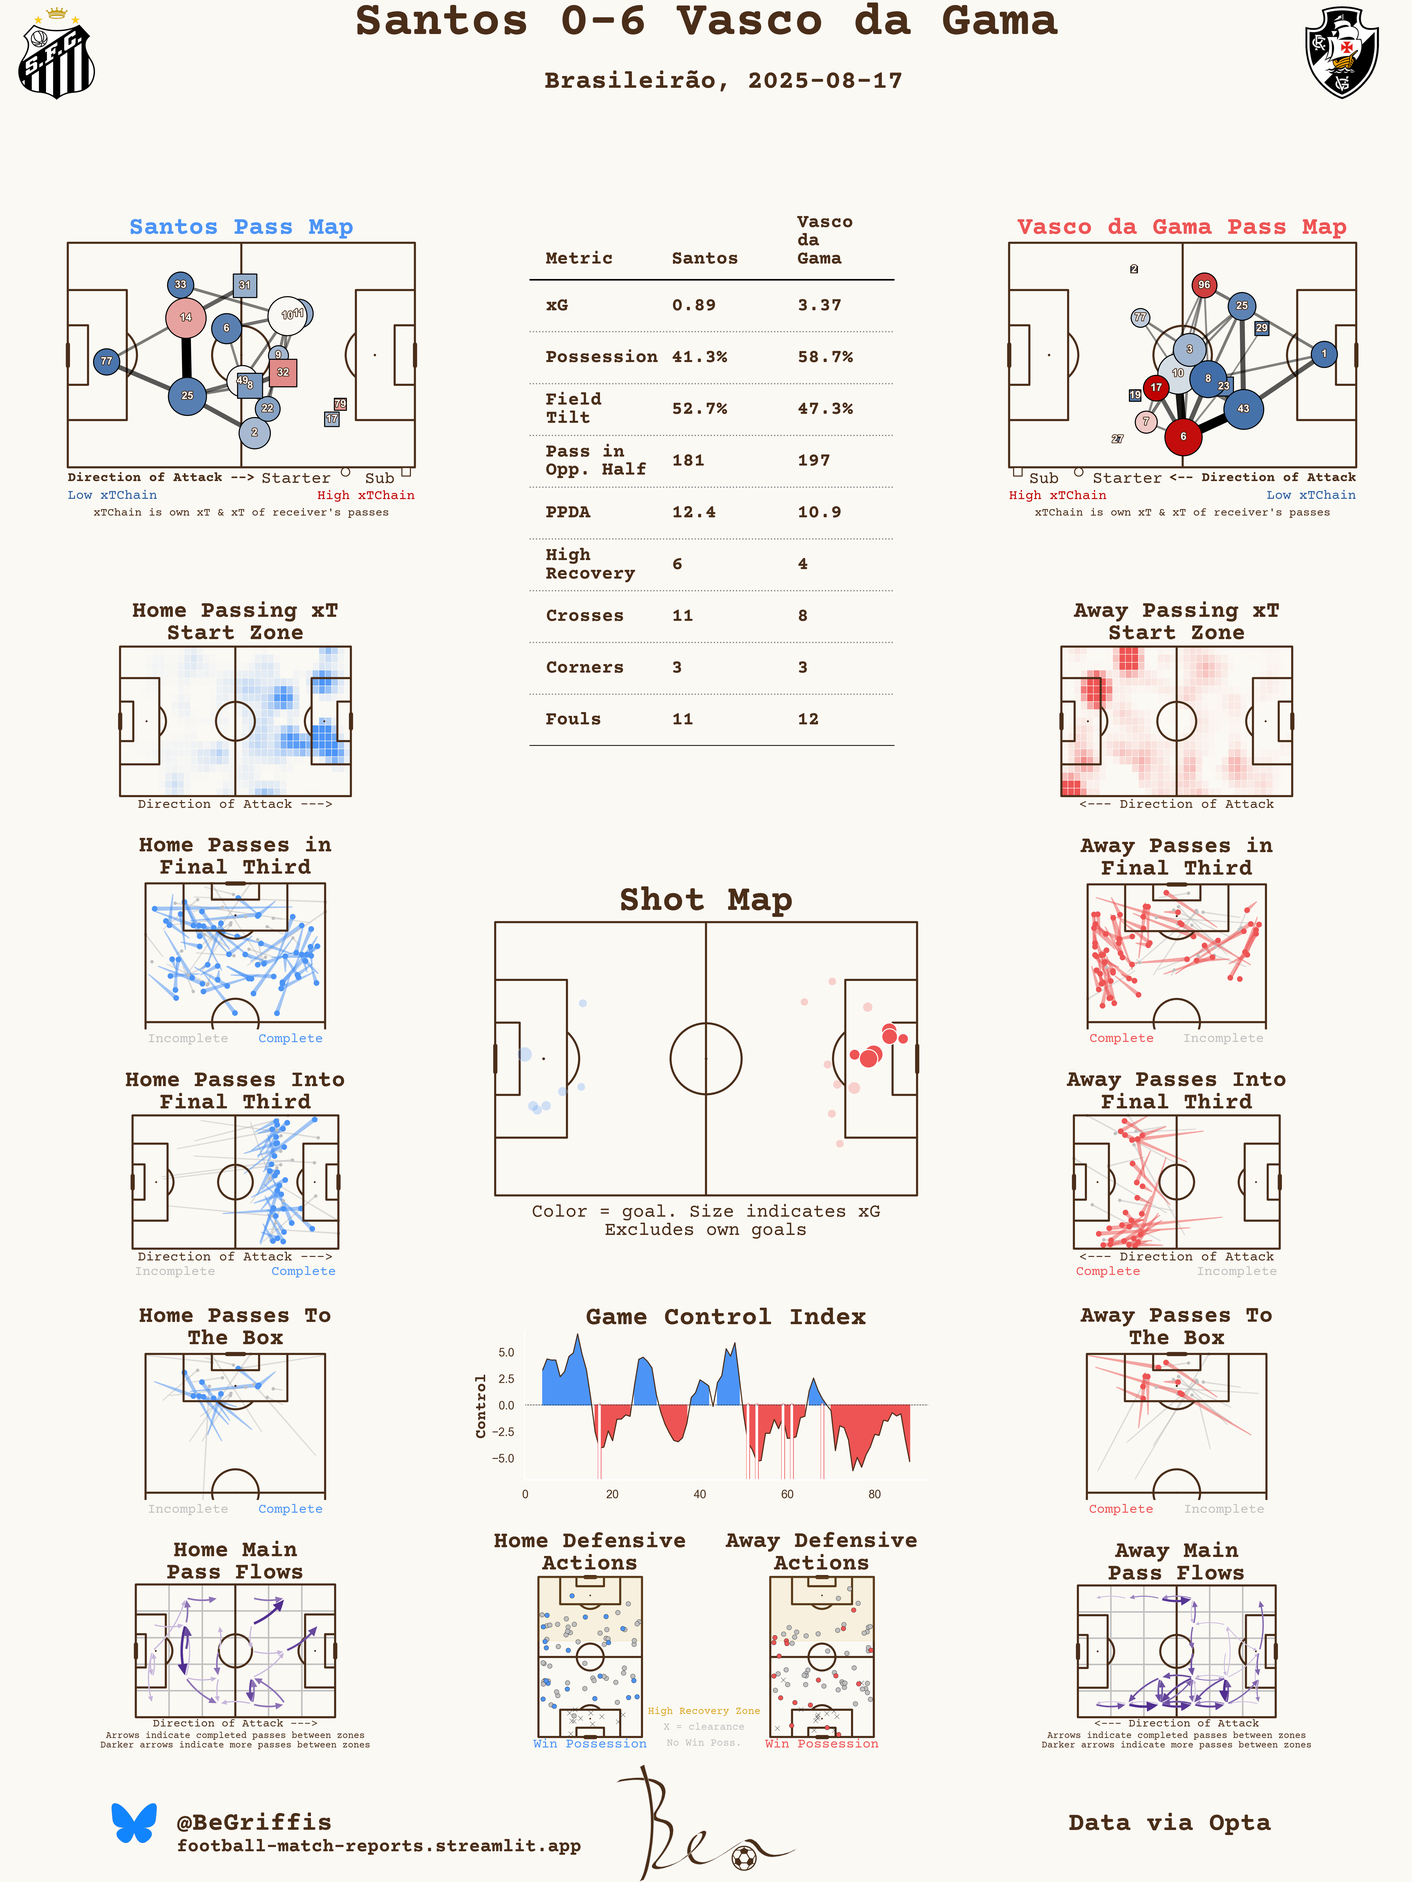 Santos 0-6 Vasco da Gama
Brasileirão, 2025-08-17
S.F.C.
Santos Pass Map
33
31
14
6
10
11
77
9
49
8
32
25
22
2
79
17
Direction of Attack --> Starter Sub
Low xTChain High xTChain
xTChain is own xT & xT of receiver's passes
Metric Santos Vasco da Gama
xG 0.89 3.37
Possession 41.3% 58.7%
Field Tilt 52.7% 47.3%
Pass in Opp. Half 181 197
PPDA 12.4 10.9
High Recovery 6 4
Crosses 11 8
Corners 3 3
Fouls 11 12
Vasco da Gama Pass Map
2
96
25
77
29
3
1
10
8
17
23
19
43
7
6
27
Sub Starter <-- Direction of Attack
High xTChain Low xTChain
xTChain is own xT & xT of receiver's passes
Home Passing xT
Start Zone
Direction of Attack --->
Away Passing xT
Start Zone
<--- Direction of Attack
Home Passes in
Final Third
Incomplete Complete
Shot Map
Color = goal. Size indicates xG
Excludes own goals
Away Passes in
Final Third
Complete Incomplete
Home Passes Into
Final Third
Direction of Attack --->
Incomplete Complete
Away Passes Into
Final Third
<--- Direction of Attack
Complete Incomplete
Home Passes To
The Box
Incomplete Complete
Game Control Index
Control
5.0
2.5
0.0
−2.5
−5.0
0 20 40 60 80
Away Passes To
The Box
Complete Incomplete
Home Main
Pass Flows
Direction of Attack --->
Arrows indicate completed passes between zones
Darker arrows indicate more passes between zones
Home Defensive
Actions
Win Possession
High Recovery Zone
X = clearance
No Win Poss.
Away Defensive
Actions
Win Possession
Away Main
Pass Flows
<--- Direction of Attack
Arrows indicate completed passes between zones
Darker arrows indicate more passes between zones
@BeGriffis
football-match-reports.streamlit.app
Ben
Data via Opta